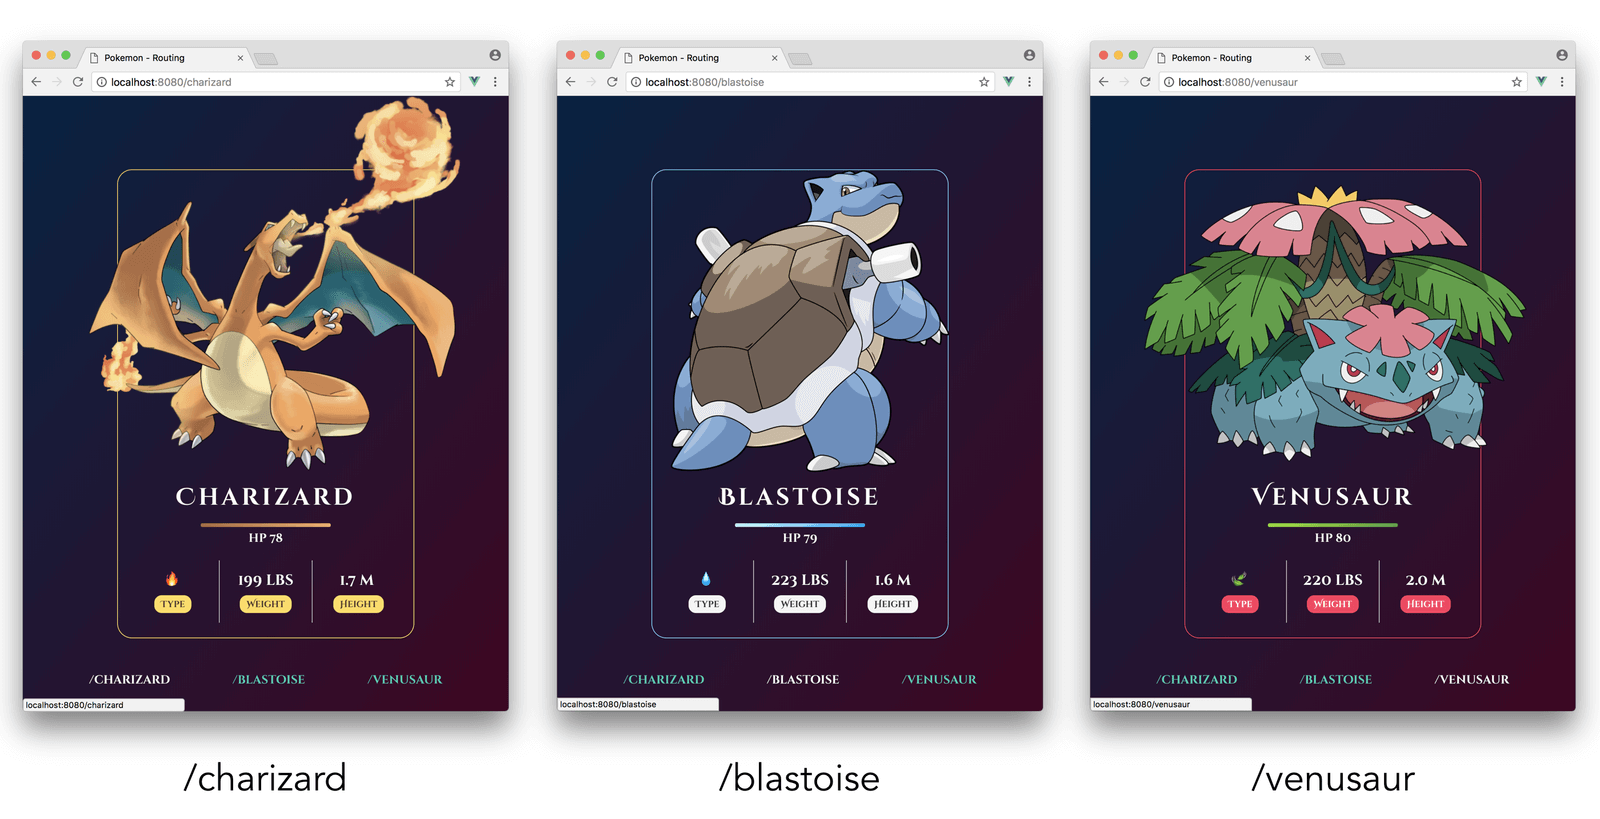 Pokemon - Routing
localhost:8080/charizard
CHARIZARD
HP 78
199 LBS
1.7 M
TYPE
WEIGHT
HEIGHT
/CHARIZARD
/BLASTOISE
/VENUSAUR
localhost:8080/charizard
/charizard
Pokemon - Routing
localhost:8080/blastoise
BLASTOISE
HP 79
223 LBS
1.6 M
TYPE
WEIGHT
HEIGHT
/CHARIZARD
/BLASTOISE
/VENUSAUR
localhost:8080/blastoise
/blastoise
Pokemon - Routing
localhost:8080/venusaur
VENUSAUR
HP 80
220 LBS
2.0 M
TYPE
WEIGHT
HEIGHT
/CHARIZARD
/BLASTOISE
/VENUSAUR
localhost:8080/venusaur
/venusaur